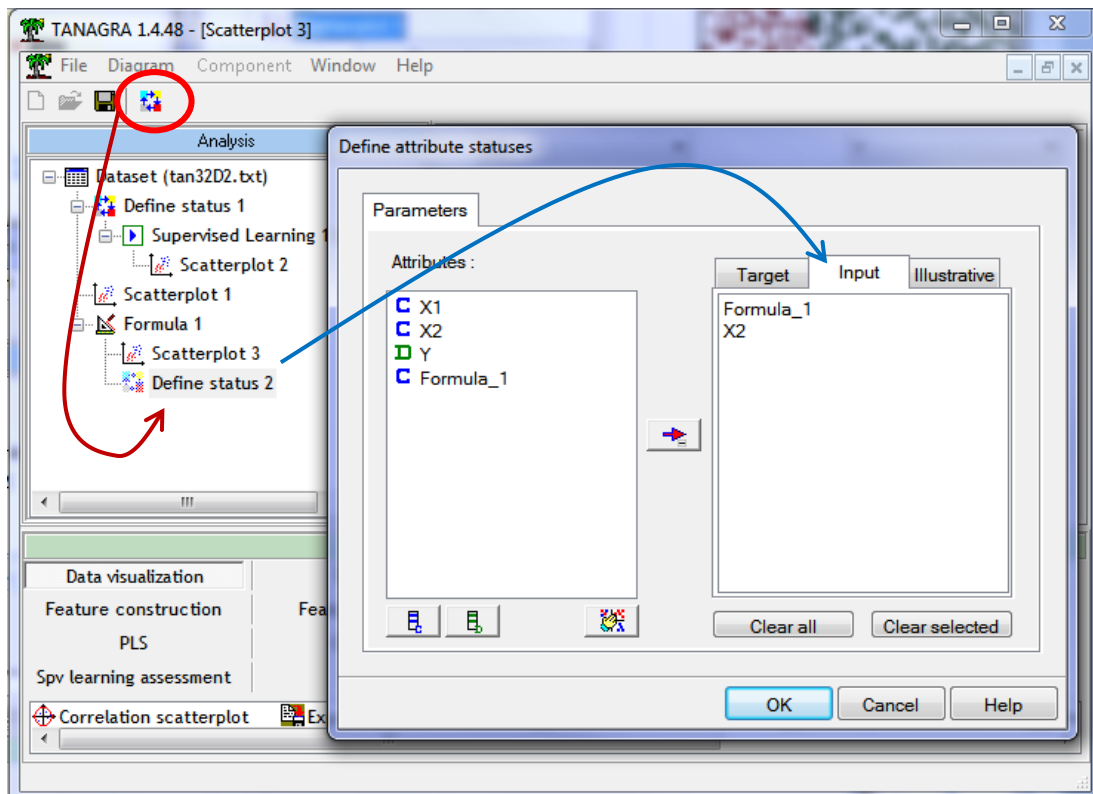 TANAGRA 1.4.48 - [Scatterplot 3]
File Diagram Component Window Help
Analysis
Dataset (tan32D2.txt)
Define status 1
Supervised Learning 1
Scatterplot 2
Scatterplot 1
Formula 1
Scatterplot 3
Define status 2
Define attribute statuses
Parameters
Attributes :
C X1
C X2
D Y
C Formula_1
Target Input Illustrative
Formula_1
X2
Clear all Clear selected
OK Cancel Help
Data visualization
Feature construction
PLS
Spv learning assessment
Correlation scatterplot